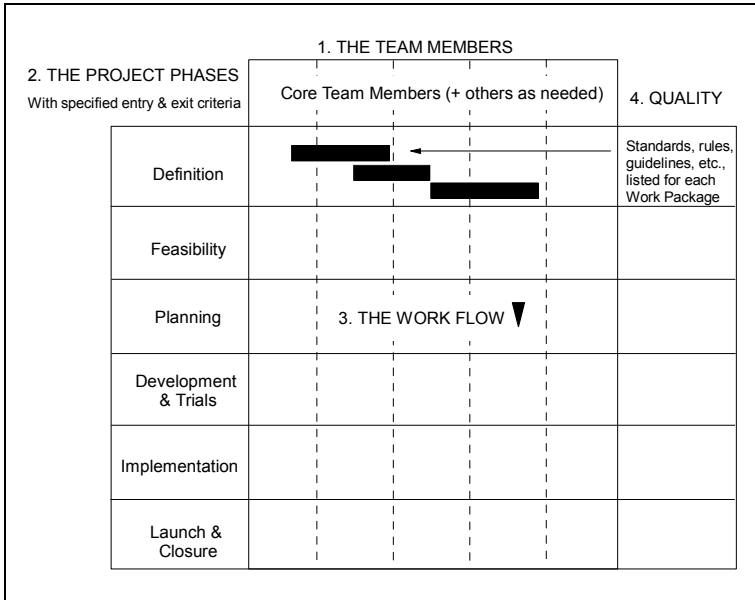 1. THE TEAM MEMBERS
2. THE PROJECT PHASES
With specified entry & exit criteria
Core Team Members (+ others as needed)
4. QUALITY
Definition
Standards, rules,
guidelines, etc.,
listed for each
Work Package
Feasibility
Planning
3. THE WORK FLOW
Development
& Trials
Implementation
Launch &
Closure